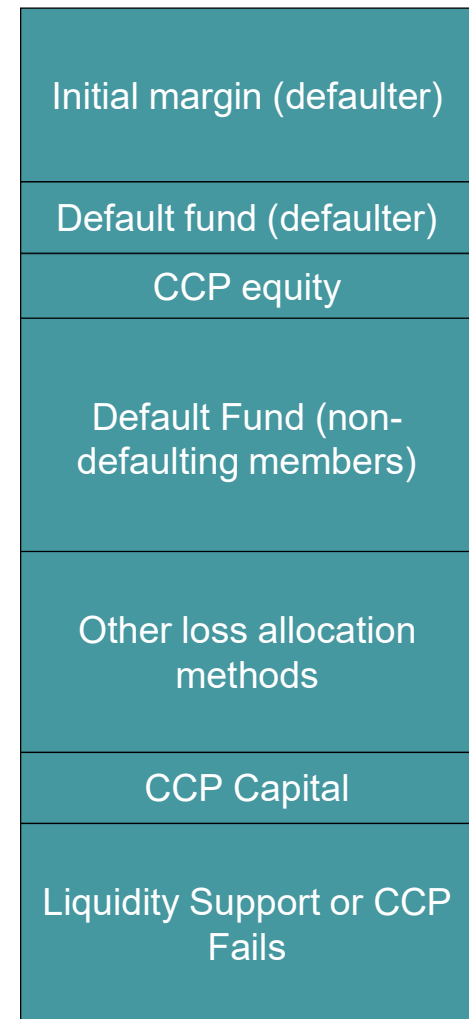 Initial margin (defaulter)
Default fund (defaulter)
CCP equity
Default Fund (non-
defaulting members)
Other loss allocation
methods
CCP Capital
Liquidity Support or CCP
Fails